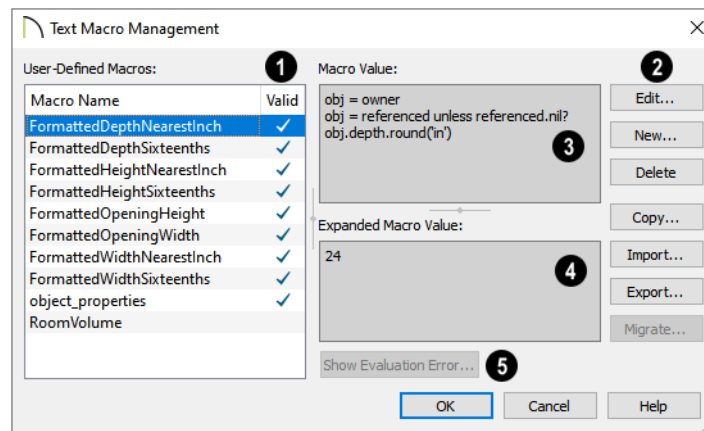 Text Macro Management
User-Defined Macros:
1
Macro Name Valid
FormattedDepthNearestInch
FormattedDepthSixteenths
FormattedHeightNearestInch
FormattedHeightSixteenths
FormattedOpeningHeight
FormattedOpeningWidth
FormattedWidthNearestInch
FormattedWidthSixteenths
object_properties
RoomVolume
Macro Value:
obj = owner
obj = referenced unless referenced.nil?
obj.depth.round('in')
3
Expanded Macro Value:
24
4
Show Evaluation Error...
5
2
Edit...
New...
Delete
Copy...
Import...
Export...
Migrate...
OK Cancel Help